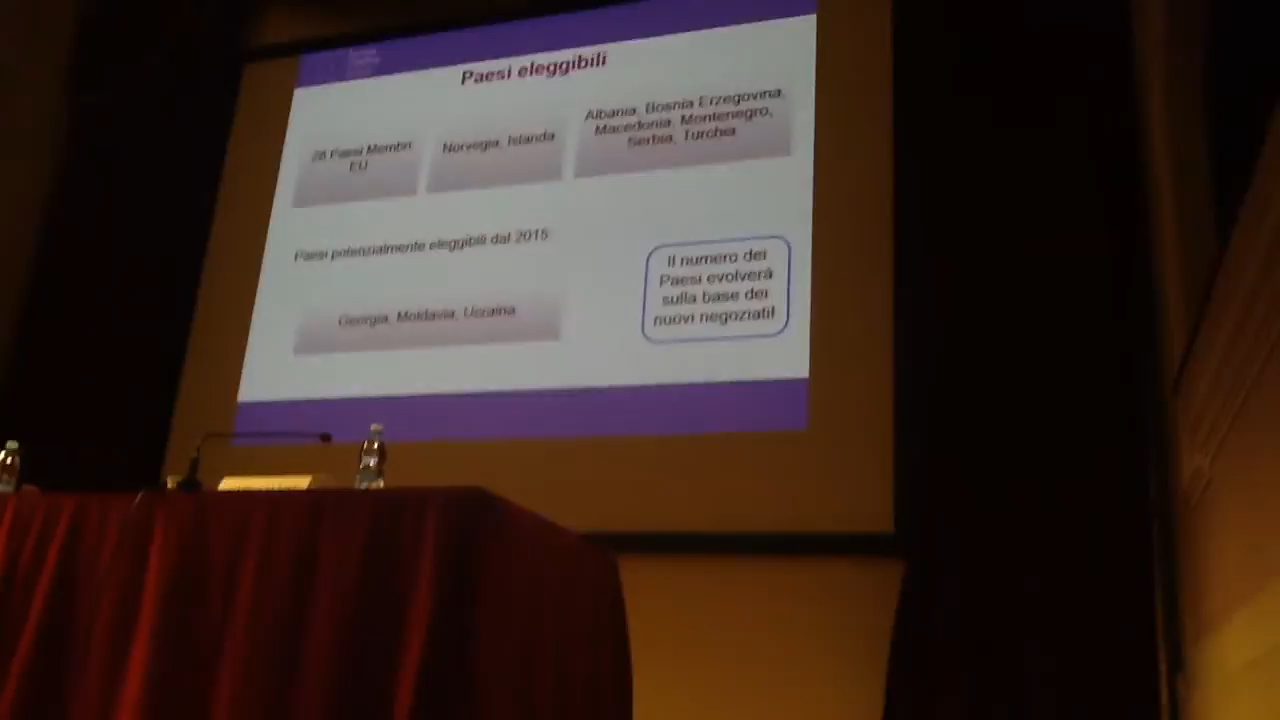 Paesi eleggibili
28 Paesi Membri
EU
Norvegia, Islanda
Albania, Bosnia Erzegovina,
Macedonia, Montenegro,
Serbia, Turchia
Paesi potenzialmente eleggibili dal 2015
Georgia, Moldavia, Ucraina
Il numero dei
Paesi evolverà
sulla base dei
nuovi negoziati!